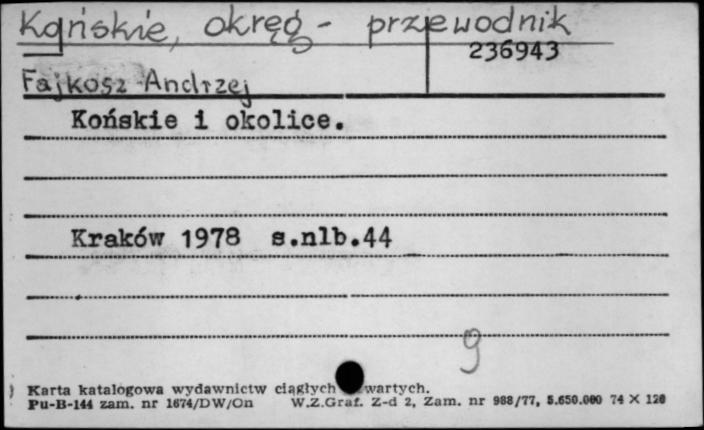 Końskie, okręg - przewodnik
236943
Fajkosz Andrzej
Końskie i okolice.
Kraków 1978 s.nlb.44
9
Karta katalogowa wydawnictw ciągłych wartych.
Pu-B-144 zam. nr 1674/DW/On W.Z.Graf. Z-d 2, Zam. nr 988/77, 5.650.000 74 X 120